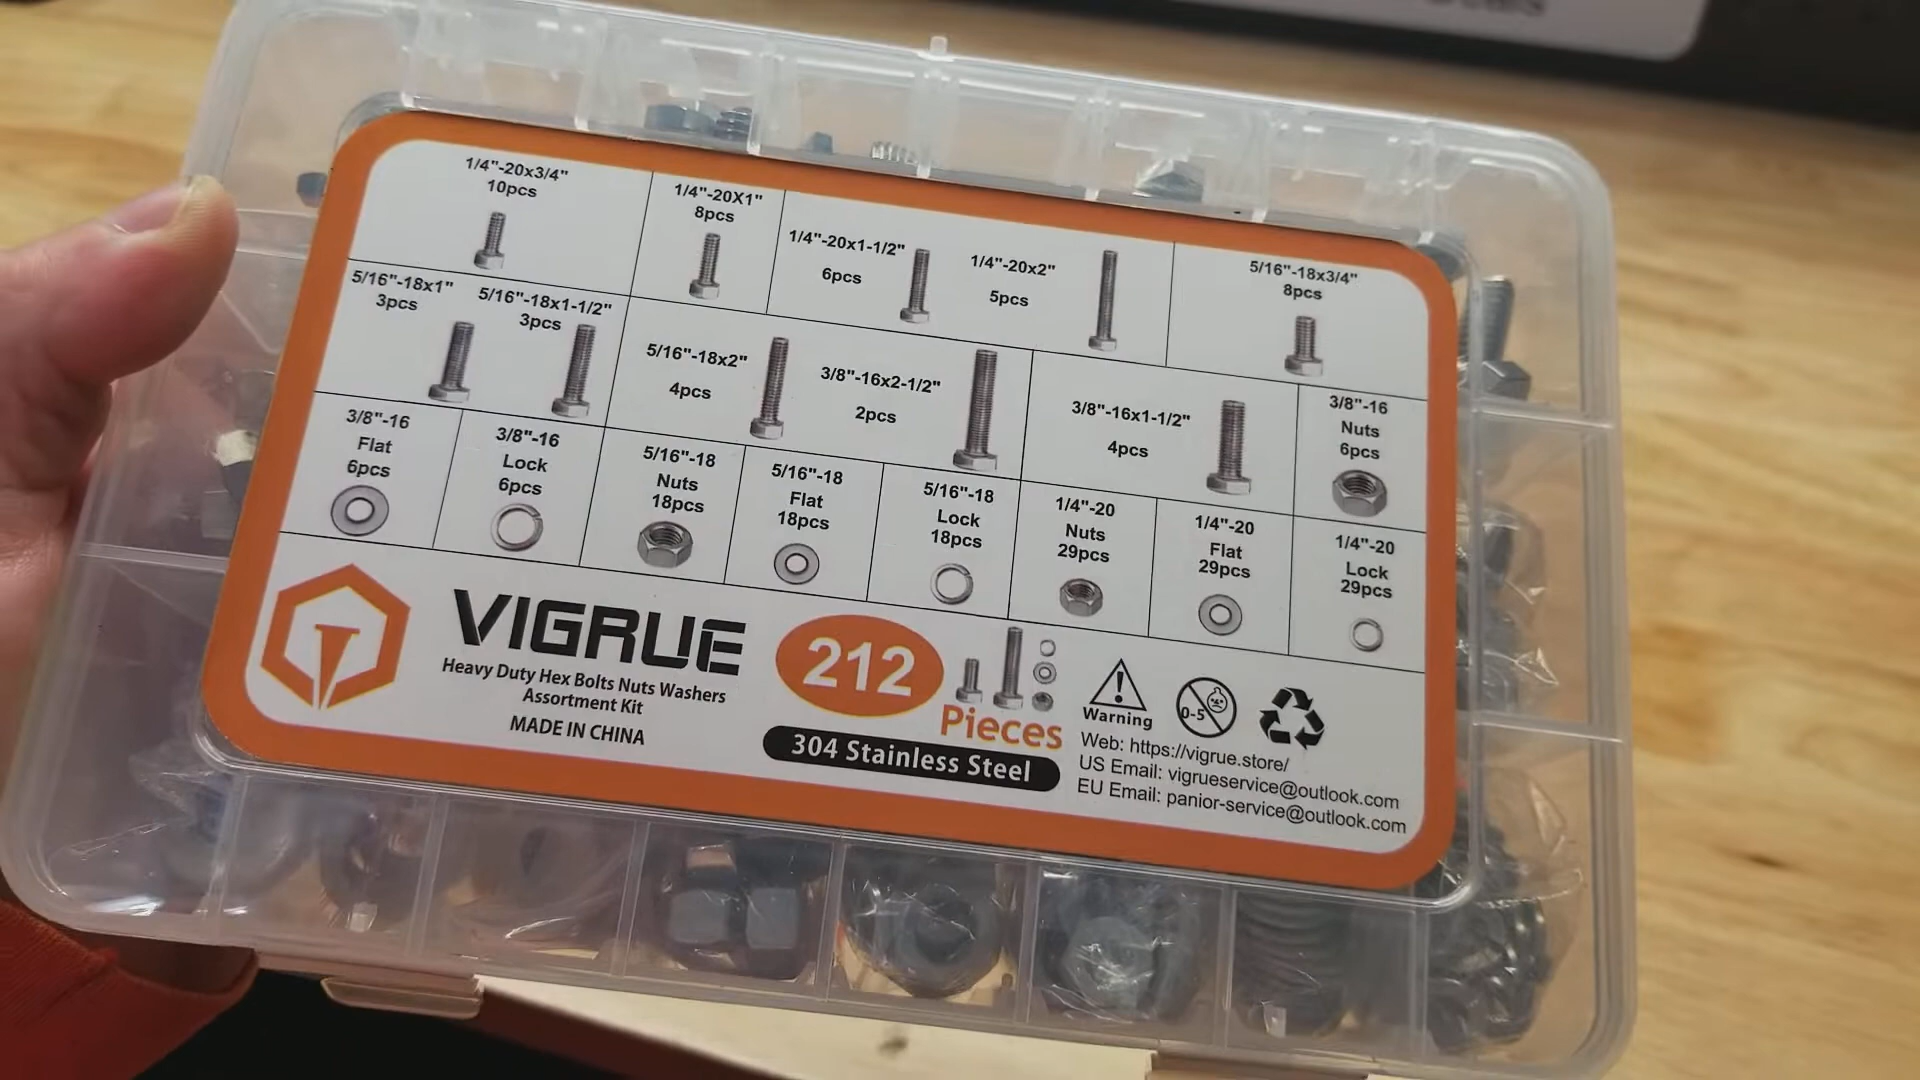 1/4"-20x3/4"
10pcs
1/4"-20X1"
8pcs
1/4"-20x1-1/2"
6pcs
1/4"-20x2"
5pcs
5/16"-18x3/4"
8pcs
5/16"-18x1"
3pcs
5/16"-18x1-1/2"
3pcs
5/16"-18x2"
4pcs
3/8"-16x2-1/2"
2pcs
3/8"-16x1-1/2"
4pcs
3/8"-16
Nuts
6pcs
3/8"-16
Flat
6pcs
3/8"-16
Lock
6pcs
5/16"-18
Nuts
18pcs
5/16"-18
Flat
18pcs
5/16"-18
Lock
18pcs
1/4"-20
Nuts
29pcs
1/4"-20
Flat
29pcs
1/4"-20
Lock
29pcs
VIGRUE
Heavy Duty Hex Bolts Nuts Washers
Assortment Kit
MADE IN CHINA
212
Pieces
304 Stainless Steel
Warning
0-5
Web: https://vigrue.store/
US Email: vigrueservice@outlook.com
EU Email: panior-service@outlook.com